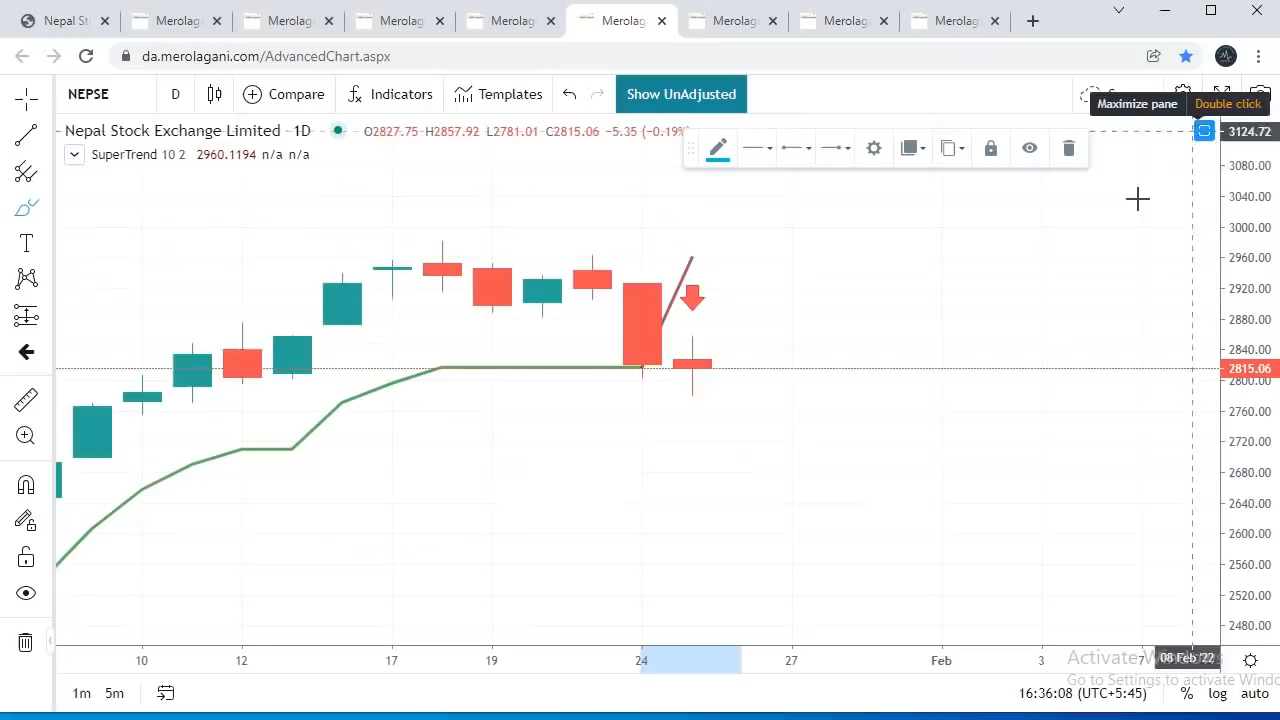 Nepal St Merolaga Merolaga Merolag Merolag Merolag Merolag Merolag Merolag
da.merolagani.com/AdvancedChart.aspx
NEPSE D Compare Indicators Templates Show UnAdjusted
Maximize pane Double click
Nepal Stock Exchange Limited 1D O2827.75 H2857.92 L2781.01 C2815.06 −5.35 (−0.19%)
3124.72
SuperTrend 10 2 2960.1194 n/a n/a
3080.00
3040.00
3000.00
2960.00
2920.00
2880.00
2840.00
2815.06
2800.00
2760.00
2720.00
2680.00
2640.00
2600.00
2560.00
2520.00
2480.00
10 12 17 19 24 27 Feb 3 7 08 Feb '22
Activate Windows
Go to Settings to activate Windo
1m 5m 16:36:08 (UTC+5:45) % log auto